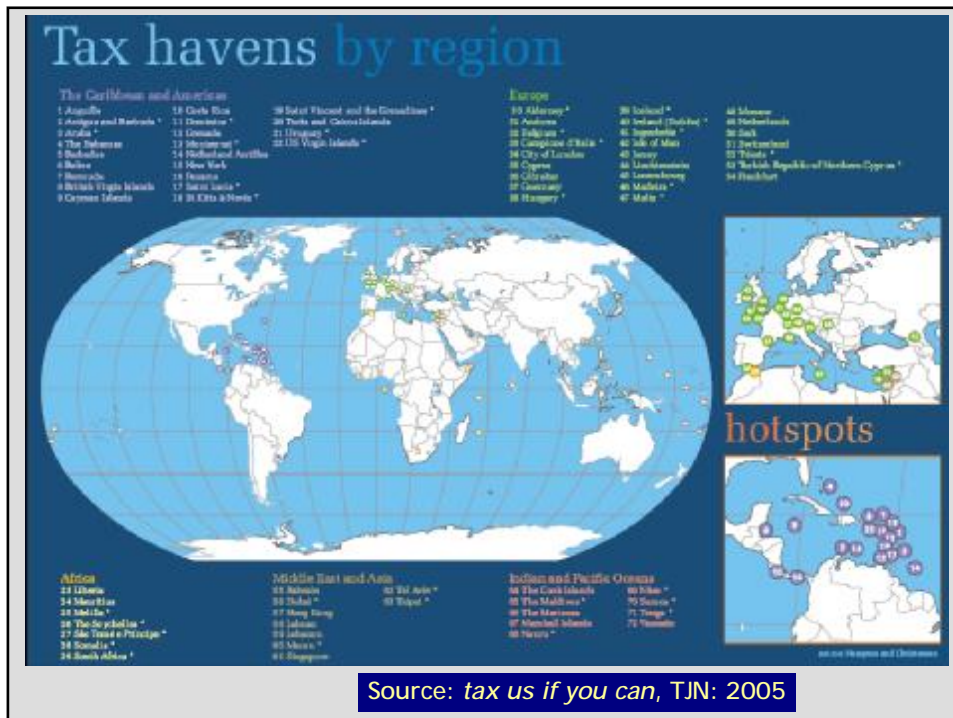 Tax havens by region
The Caribbean and Americas
1 Anguilla
2 Antigua and Barbuda *
3 Aruba *
4 The Bahamas
5 Barbados
6 Belize
7 Bermuda
8 British Virgin Islands
9 Cayman Islands
10 Costa Rica
11 Dominica *
12 Grenada
13 Montserrat *
14 Netherland Antilles
15 New York
16 Panama
17 Saint Lucia *
18 St Kitts & Nevis *
19 Saint Vincent and the Grenadines *
20 Turks and Caicos Islands
21 Uruguay *
22 US Virgin Islands *
Europe
30 Alderney *
31 Andorra
32 Belgium *
33 Campione d'Italia *
34 City of London
35 Cyprus
36 Gibraltar
37 Guernsey
38 Hungary *
39 Iceland *
40 Ireland (Dublin) *
41 Ingushetia *
42 Isle of Man
43 Jersey
44 Liechtenstein
45 Luxembourg
46 Madeira *
47 Malta *
48 Monaco
49 Netherlands
50 Sark
51 Switzerland
52 Trieste *
53 Turkish Republic of Northern Cyprus *
54 Frankfurt
hotspots
Africa
23 Liberia
24 Mauritius
25 Melilla *
26 The Seychelles *
27 São Tomé e Príncipe *
28 Somalia *
29 South Africa *
Middle East and Asia
55 Bahrain
56 Dubai *
57 Hong Kong
58 Labuan
59 Lebanon
60 Macau *
61 Singapore
62 Tel Aviv *
63 Taipei *
Indian and Pacific Oceans
64 The Cook Islands
65 The Maldives *
66 The Marianas
67 Marshall Islands
68 Nauru *
69 Niue *
70 Samoa *
71 Tonga *
72 Vanuatu
Source: tax us if you can, TJN: 2005